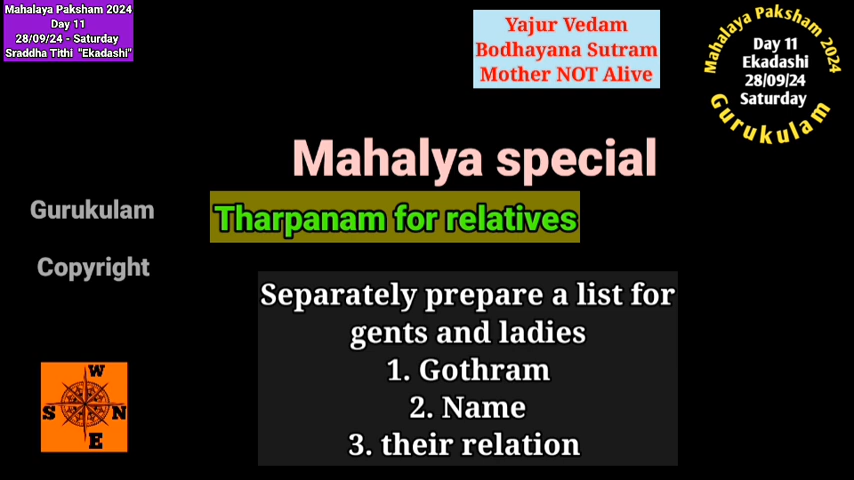 Mahalaya Paksham 2024
Day 11
28/09/24 - Saturday
Sraddha Tithi "Ekadashi"
Yajur Vedam
Bodhayana Sutram
Mother NOT Alive
Mahalaya Paksham 2024
Day 11
Ekadashi
28/09/24
Saturday
Gurukulam
Mahalya special
Gurukulam
Tharpanam for relatives
Copyright
Separately prepare a list for
gents and ladies
1. Gothram
2. Name
3. their relation
W
S N
E